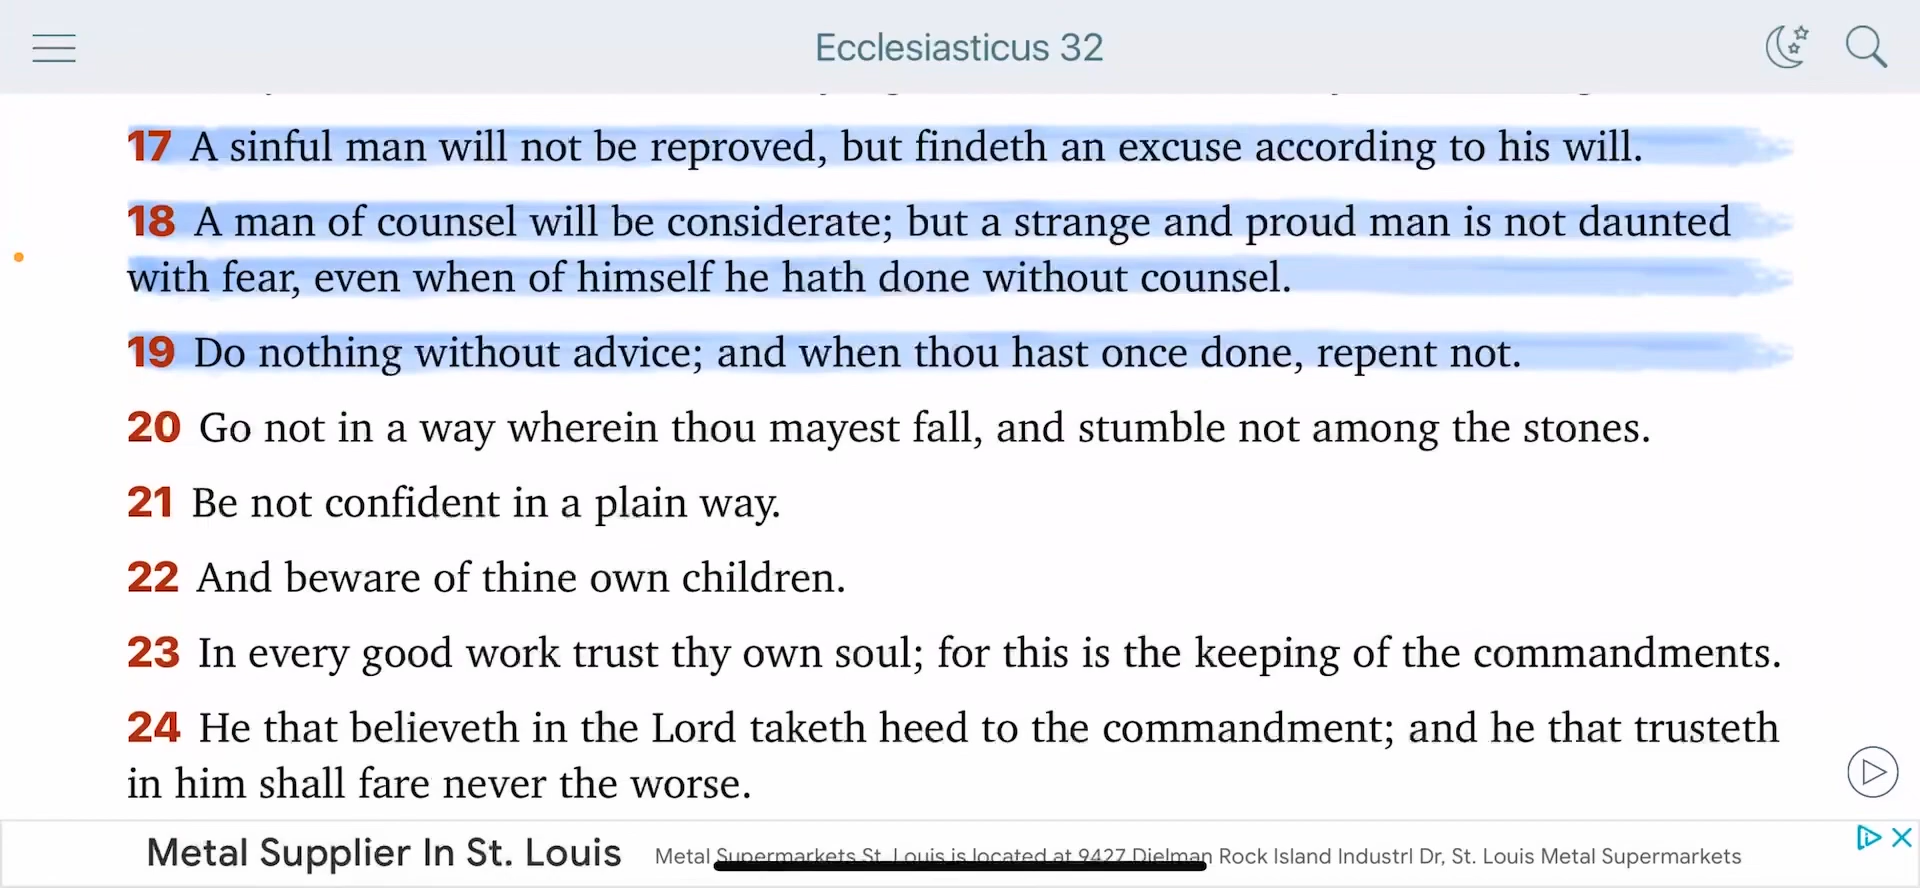 Ecclesiasticus 32
17 A sinful man will not be reproved, but findeth an excuse according to his will.
18 A man of counsel will be considerate; but a strange and proud man is not daunted
with fear, even when of himself he hath done without counsel.
19 Do nothing without advice; and when thou hast once done, repent not.
20 Go not in a way wherein thou mayest fall, and stumble not among the stones.
21 Be not confident in a plain way.
22 And beware of thine own children.
23 In every good work trust thy own soul; for this is the keeping of the commandments.
24 He that believeth in the Lord taketh heed to the commandment; and he that trusteth
in him shall fare never the worse.
Metal Supplier In St. Louis
Metal Supermarkets St. Louis is located at 9427 Dielman Rock Island Industrl Dr, St. Louis Metal Supermarkets